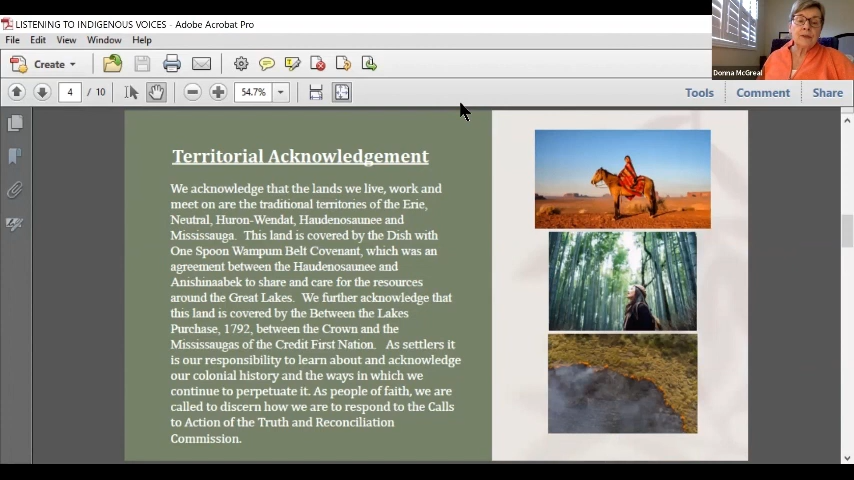 LISTENING TO INDIGENOUS VOICES - Adobe Acrobat Pro
File Edit View Window Help
Create
4 / 10
54.7%
Tools Comment Share
Donna McGreal
Territorial Acknowledgement
We acknowledge that the lands we live, work and
meet on are the traditional territories of the Erie,
Neutral, Huron-Wendat, Haudenosaunee and
Mississauga. This land is covered by the Dish with
One Spoon Wampum Belt Covenant, which was an
agreement between the Haudenosaunee and
Anishinaabek to share and care for the resources
around the Great Lakes. We further acknowledge that
this land is covered by the Between the Lakes
Purchase, 1792, between the Crown and the
Mississaugas of the Credit First Nation. As settlers it
is our responsibility to learn about and acknowledge
our colonial history and the ways in which we
continue to perpetuate it. As people of faith, we are
called to discern how we are to respond to the Calls
to Action of the Truth and Reconciliation
Commission.